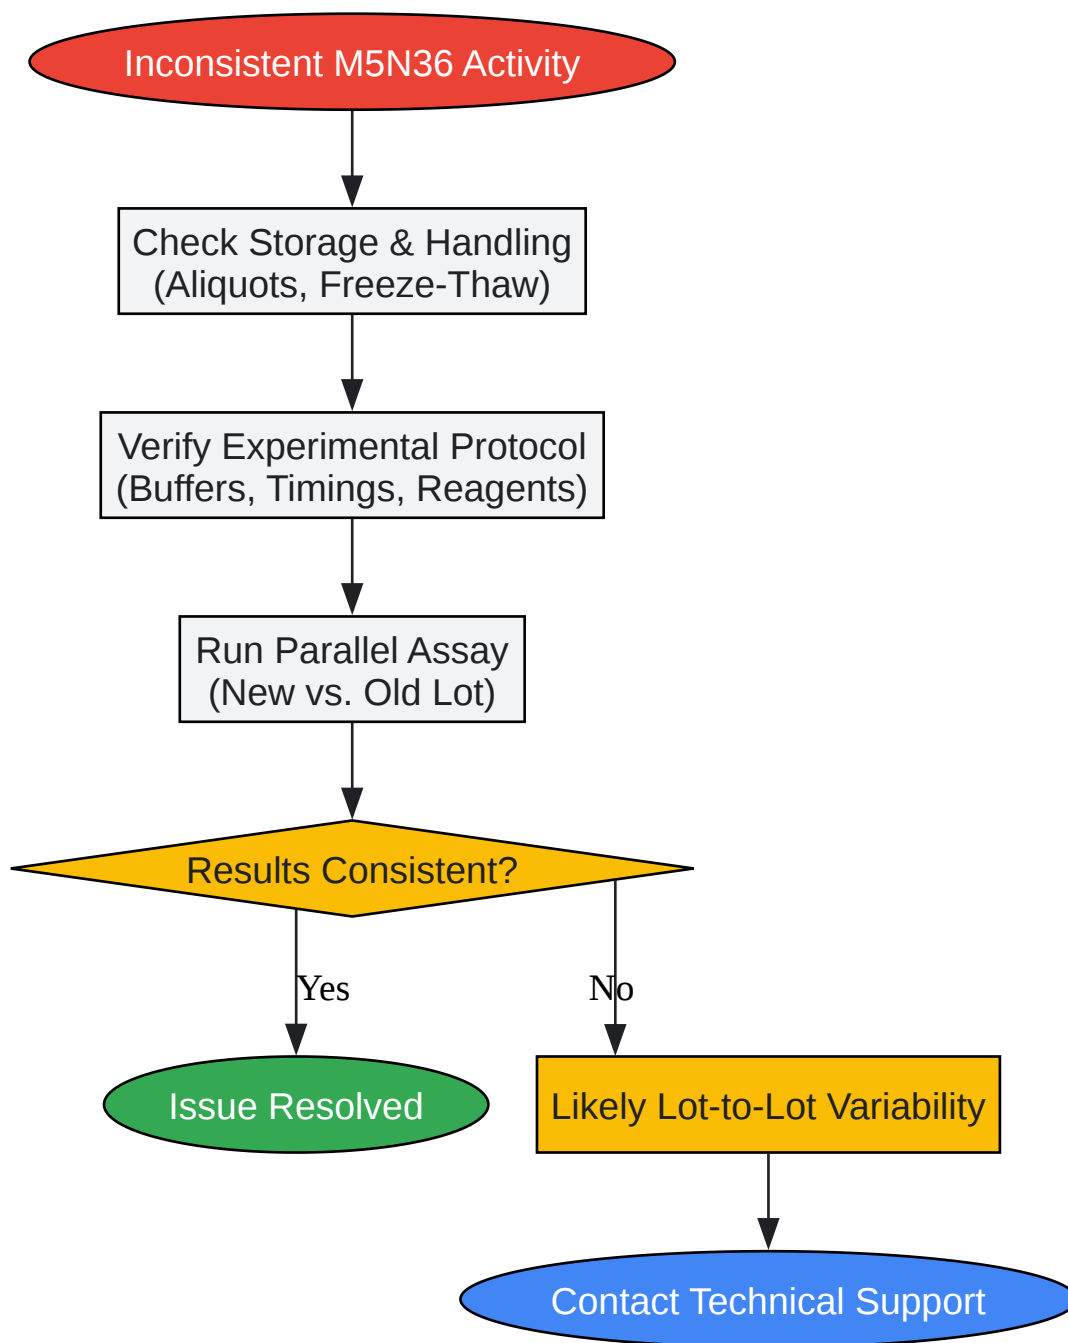 Inconsistent M5N36 Activity
Check Storage & Handling
(Aliquots, Freeze-Thaw)
Verify Experimental Protocol
(Buffers, Timings, Reagents)
Run Parallel Assay
(New vs. Old Lot)
Results Consistent?
Yes
No
Issue Resolved
Likely Lot-to-Lot Variability
Contact Technical Support